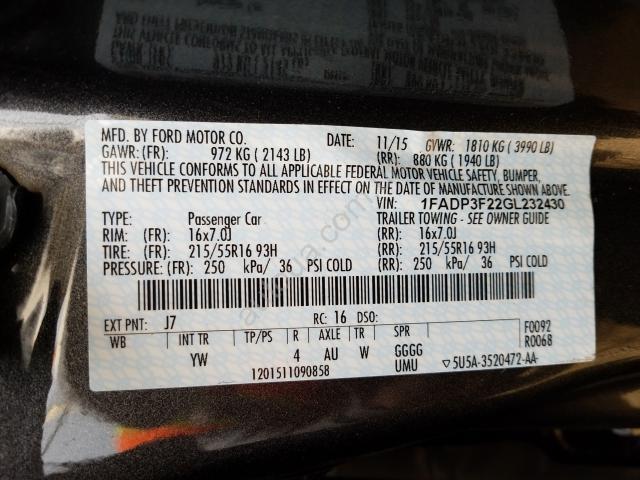 MFD. BY FORD MOTOR CO. DATE: 11/15 GVWR: 1810 KG ( 3990 LB)
GAWR: (FR): 972 KG ( 2143 LB) (RR): 880 KG ( 1940 LB)
THIS VEHICLE CONFORMS TO ALL APPLICABLE FEDERAL MOTOR VEHICLE SAFETY, BUMPER,
AND THEFT PREVENTION STANDARDS IN EFFECT ON THE DATE OF MANUFACTURE SHOWN ABOVE.
VIN: 1FADP3F22GL232430
TYPE: Passenger Car TRAILER TOWING - SEE OWNER GUIDE
RIM: (FR): 16x7.0J (RR): 16x7.0J
TIRE: (FR): 215/55R16 93H (RR): 215/55R16 93H
PRESSURE: (FR): 250 kPa/ 36 PSI COLD (RR): 250 kPa/ 36 PSI COLD
EXT PNT: J7 RC: 16 DSO: F0092
WB INT TR TP/PS R AXLE TR SPR R0068
YW 4 AU W GGGG
UMU ▽5U5A-3520472-AA-
1201511090858